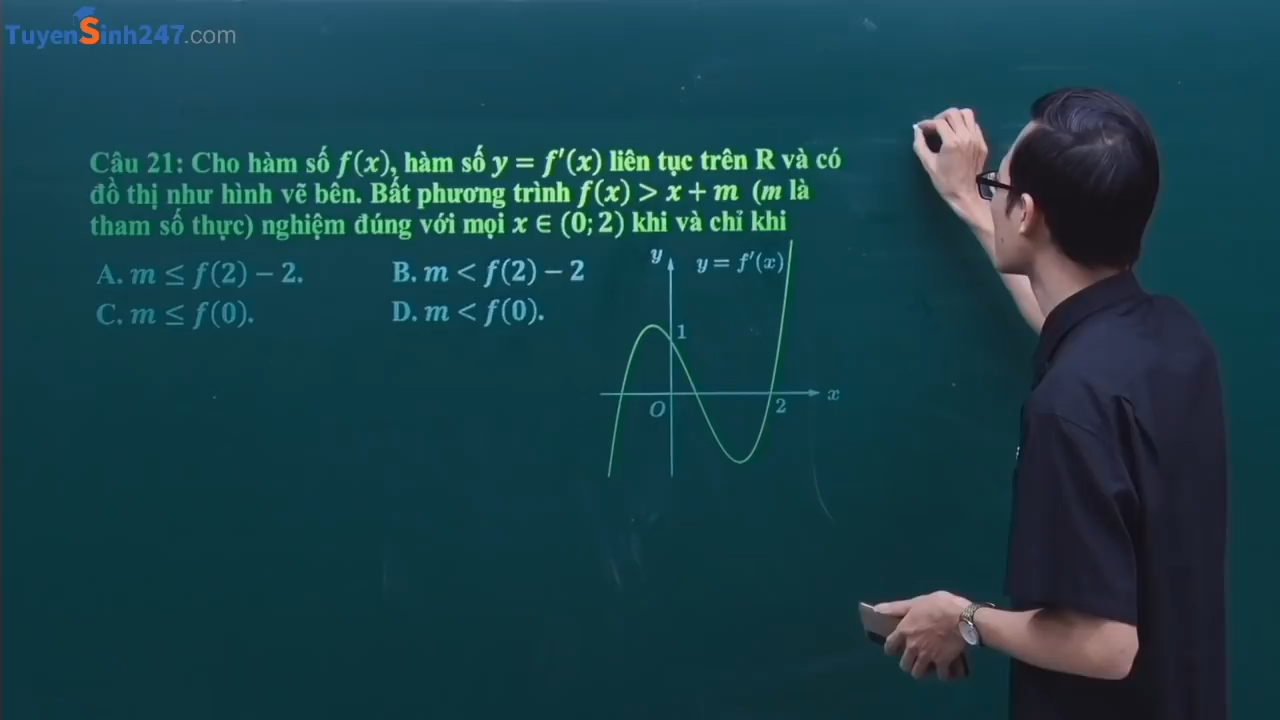 TuyenSinh247.com
Câu 21: Cho hàm số f(x), hàm số y = f′(x) liên tục trên R và có
đồ thị như hình vẽ bên. Bất phương trình f(x) > x + m (m là
tham số thực) nghiệm đúng với mọi x ∈ (0; 2) khi và chỉ khi
A. m ≤ f(2) − 2.
B. m < f(2) − 2
C. m ≤ f(0).
D. m < f(0).
y
y = f′(x)
1
O
2
x